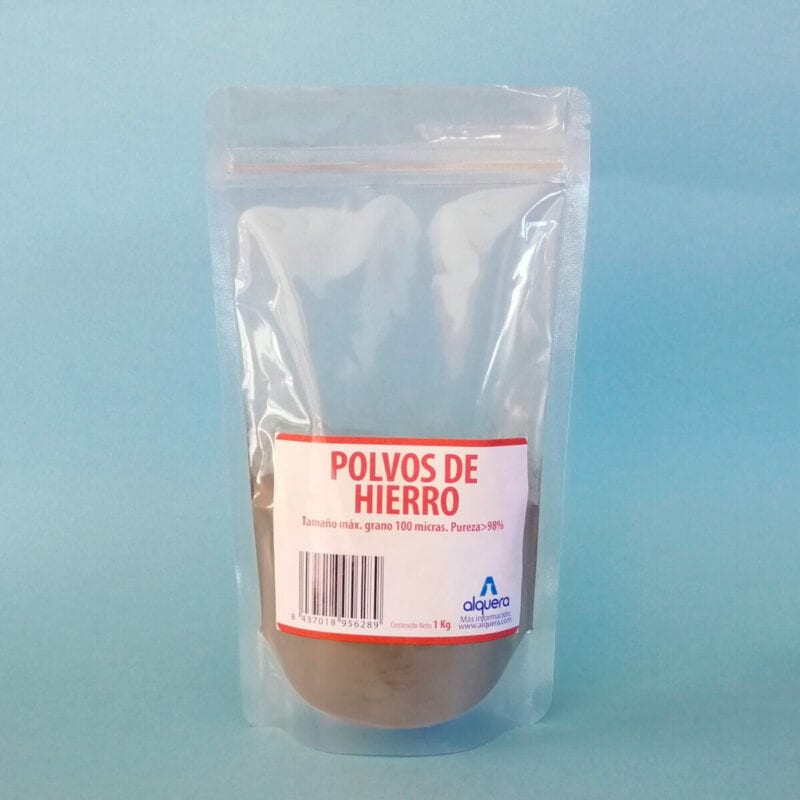 POLVOS DE
HIERRO
Tamaño máx. grano 100 micras. Pureza>98%
8 437018 956289
Contenido Neto 1 Kg
alquera
Más información:
www.alquera.com